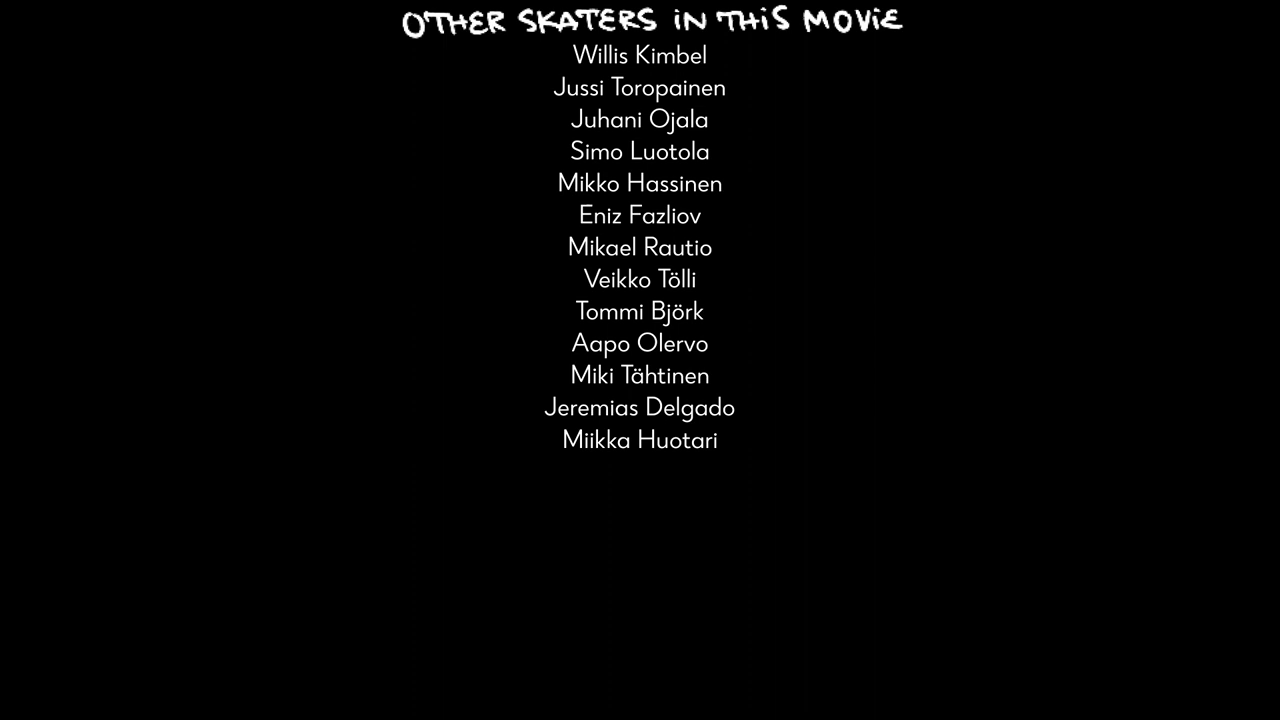 OTHER SKATERS iN THiS MOViE
Willis Kimbel
Jussi Toropainen
Juhani Ojala
Simo Luotola
Mikko Hassinen
Eniz Fazliov
Mikael Rautio
Veikko Tölli
Tommi Björk
Aapo Olervo
Miki Tähtinen
Jeremias Delgado
Miikka Huotari